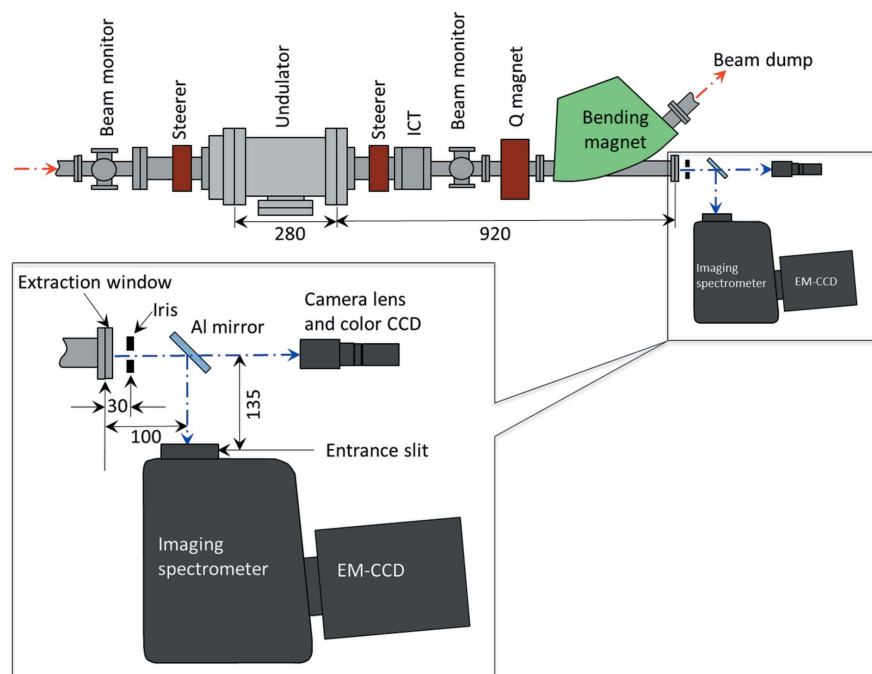 Beam monitor
Steerer
Undulator
Steerer
ICT
Beam monitor
Q magnet
Bending
magnet
Beam dump
280
920
Imaging
spectrometer
EM-CCD
Extraction window
Iris
Al mirror
Camera lens
and color CCD
30
100
135
Entrance slit
Imaging
spectrometer
EM-CCD